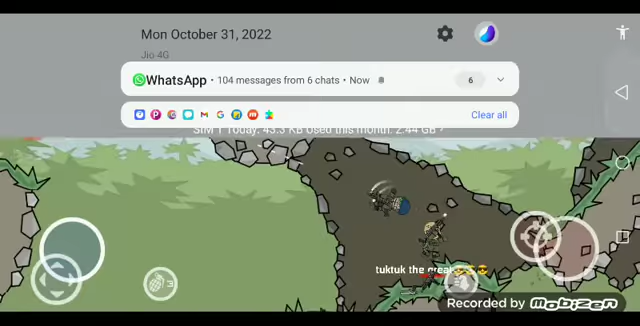 Mon October 31, 2022
Jio 4G
WhatsApp • 104 messages from 6 chats • Now
6
Clear all
SIM 1 Today: 43.3 KB Used this month: 2.44 GB
tuktuk the great😎😎😎
3
Recorded by MOBIZEN